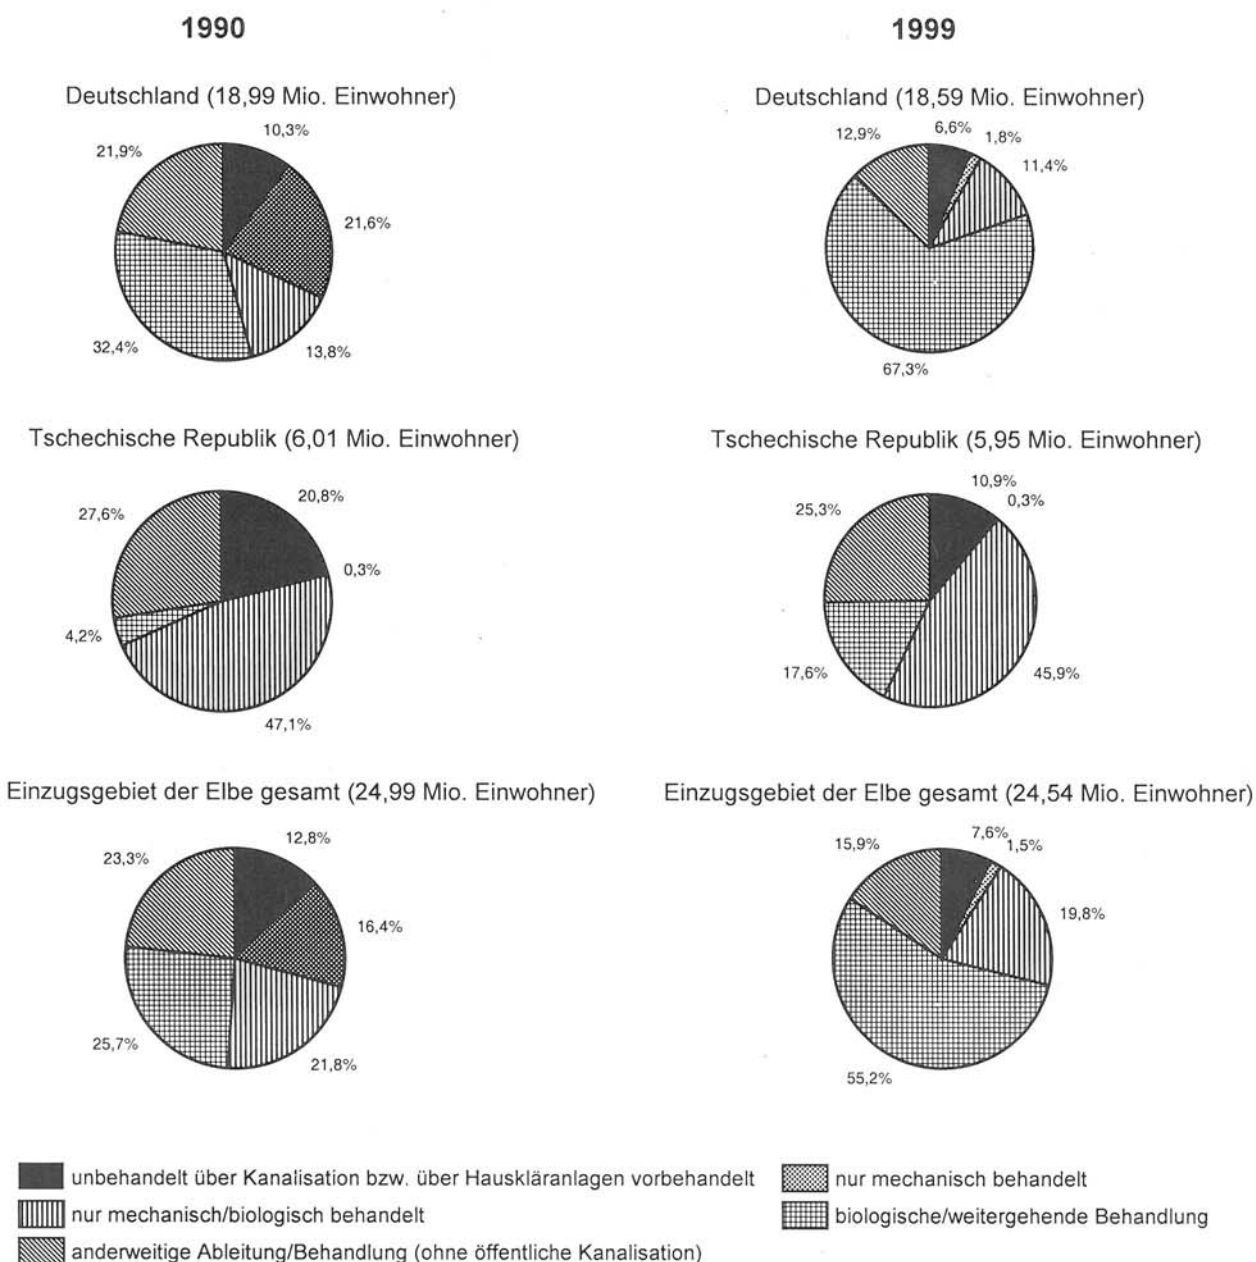 1990
1999
Deutschland (18,99 Mio. Einwohner)
10,3%
21,9%
21,6%
32,4%
13,8%
Deutschland (18,59 Mio. Einwohner)
12,9%
6,6%
1,8%
11,4%
67,3%
Tschechische Republik (6,01 Mio. Einwohner)
20,8%
27,6%
0,3%
4,2%
47,1%
Tschechische Republik (5,95 Mio. Einwohner)
10,9%
0,3%
25,3%
17,6%
45,9%
Einzugsgebiet der Elbe gesamt (24,99 Mio. Einwohner)
12,8%
23,3%
16,4%
25,7%
21,8%
Einzugsgebiet der Elbe gesamt (24,54 Mio. Einwohner)
7,6%
15,9%
1,5%
19,8%
55,2%
unbehandelt über Kanalisation bzw. über Hauskläranlagen vorbehandelt
nur mechanisch behandelt
nur mechanisch/biologisch behandelt
biologische/weitergehende Behandlung
anderweitige Ableitung/Behandlung (ohne öffentliche Kanalisation)